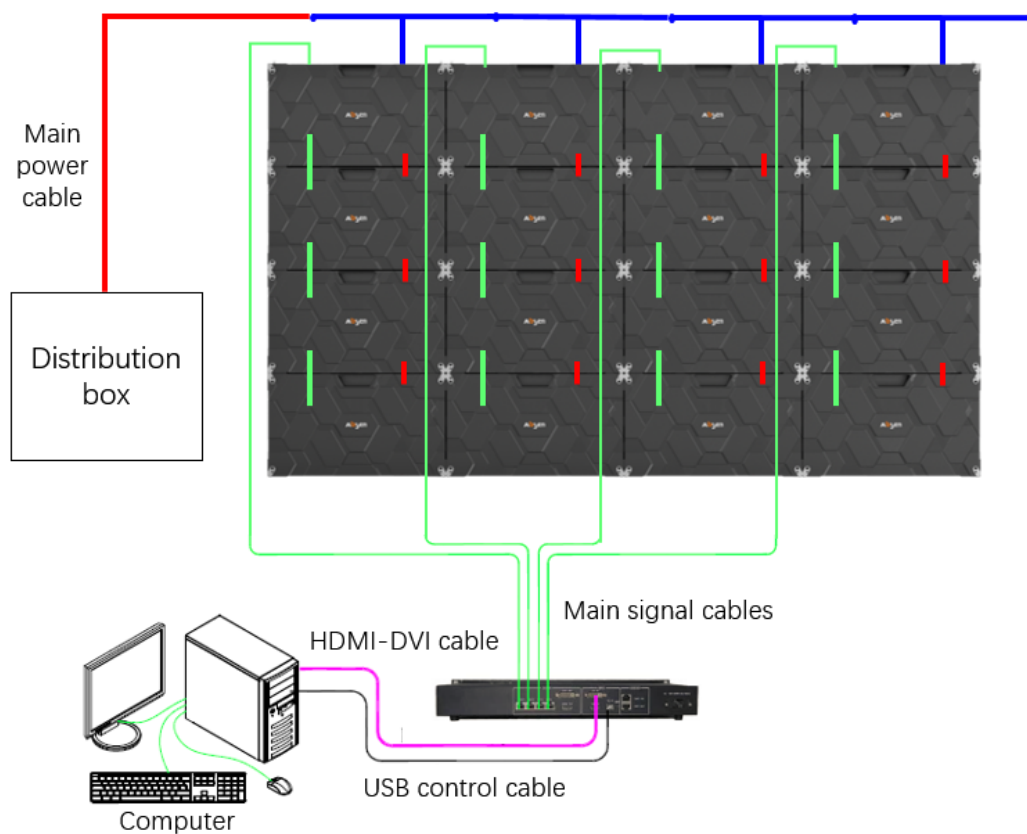 Main
power
cable
Distribution
box
Main signal cables
HDMI-DVI cable
USB control cable
Computer